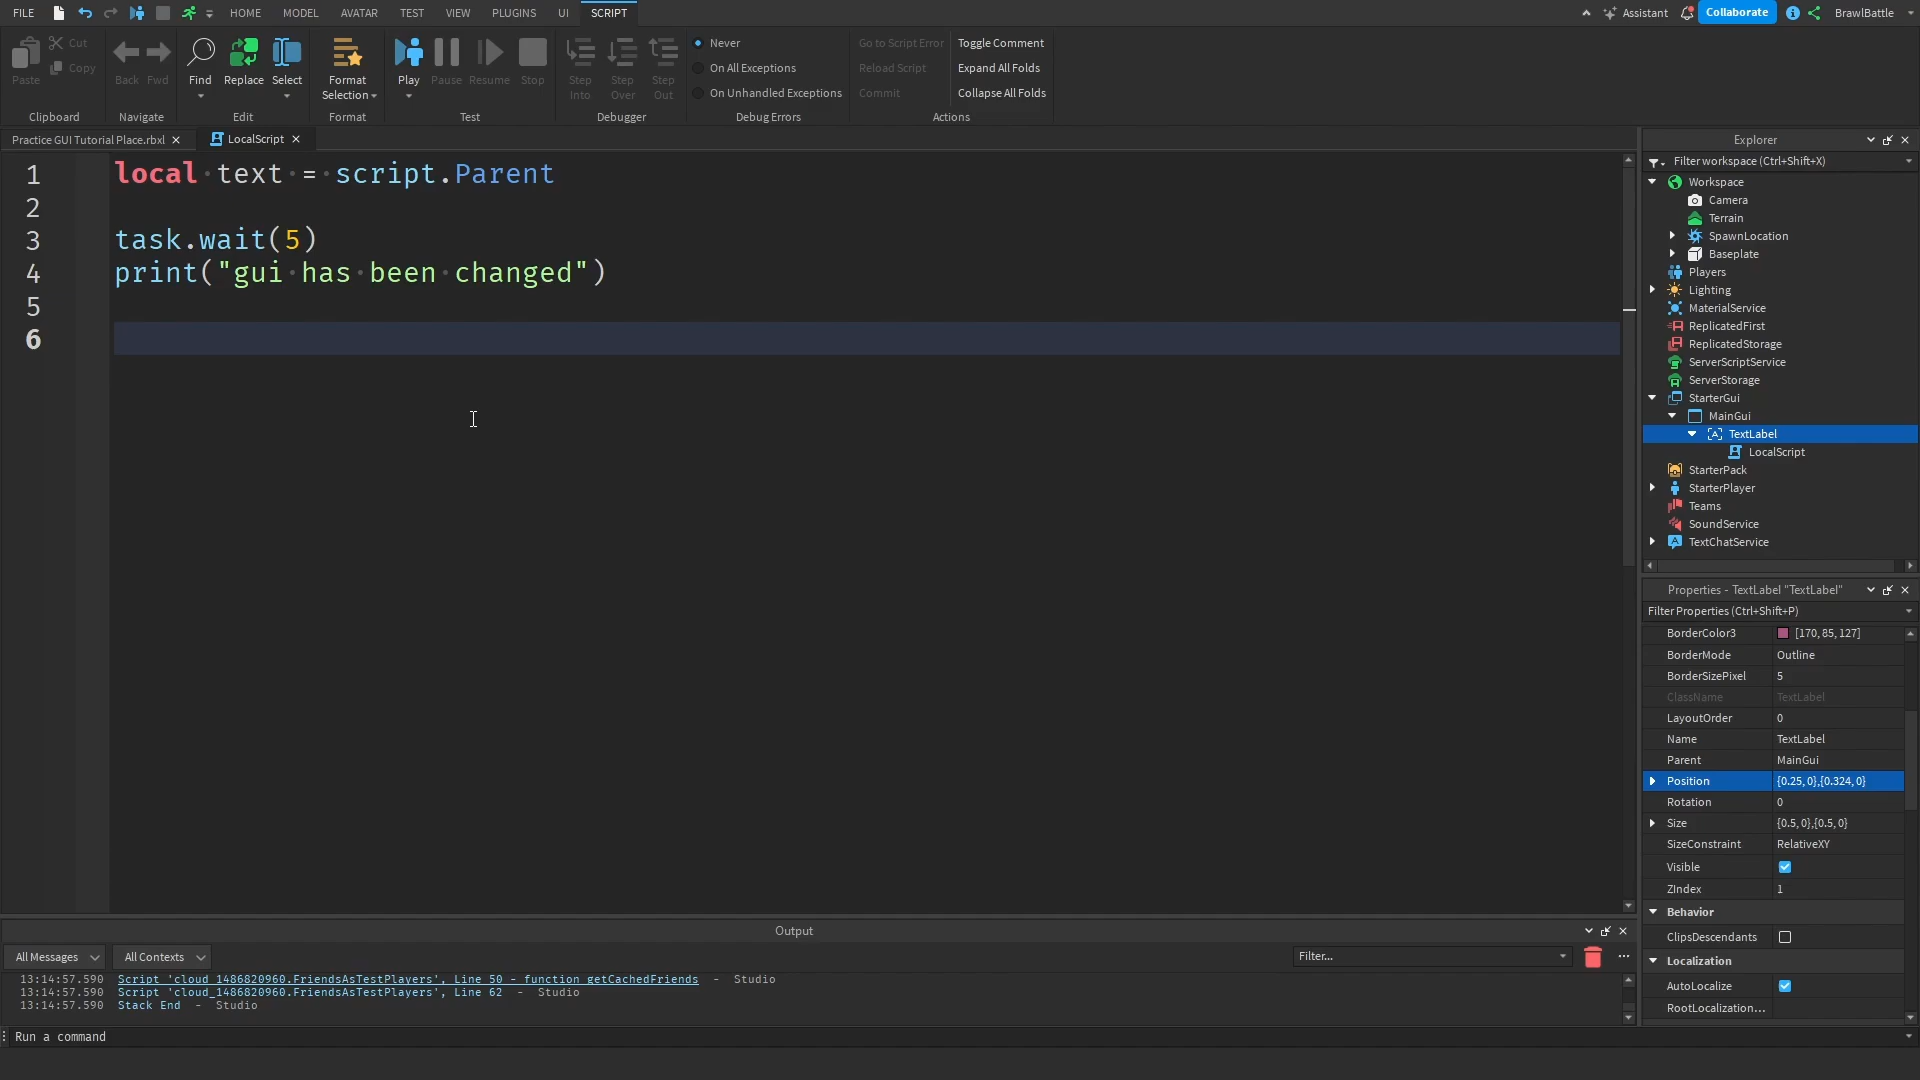 FILE HOME MODEL AVATAR TEST VIEW PLUGINS UI SCRIPT Assistant Collaborate BrawlBattle
Paste Cut Copy
Back Fwd
Find Replace Select
Format Selection
Play Pause Resume Stop
Step Into Step Over Step Out
Never
On All Exceptions
On Unhandled Exceptions
Go to Script Error
Reload Script
Commit
Toggle Comment
Expand All Folds
Collapse All Folds
Clipboard Navigate Edit Format Test Debugger Debug Errors Actions
Practice GUI Tutorial Place.rbxl LocalScript
1 local text = script.Parent
2
3 task.wait(5)
4 print("gui has been changed")
5
6
Explorer
Filter workspace (Ctrl+Shift+X)
Workspace
Camera
Terrain
SpawnLocation
Baseplate
Players
Lighting
MaterialService
ReplicatedFirst
ReplicatedStorage
ServerScriptService
ServerStorage
StarterGui
MainGui
TextLabel
LocalScript
StarterPack
StarterPlayer
Teams
SoundService
TextChatService
Properties - TextLabel "TextLabel"
Filter Properties (Ctrl+Shift+P)
BorderColor3 [170, 85, 127]
BorderMode Outline
BorderSizePixel 5
ClassName TextLabel
LayoutOrder 0
Name TextLabel
Parent MainGui
Position {0.25, 0},{0.324, 0}
Rotation 0
Size {0.5, 0},{0.5, 0}
SizeConstraint RelativeXY
Visible
ZIndex 1
Behavior
ClipsDescendants
Localization
AutoLocalize
RootLocalization...
Output
All Messages All Contexts Filter...
13:14:57.590 Script 'cloud_1486820960.FriendsAsTestPlayers', Line 50 - function getCachedFriends - Studio
13:14:57.590 Script 'cloud_1486820960.FriendsAsTestPlayers', Line 62 - Studio
13:14:57.590 Stack End - Studio
Run a command